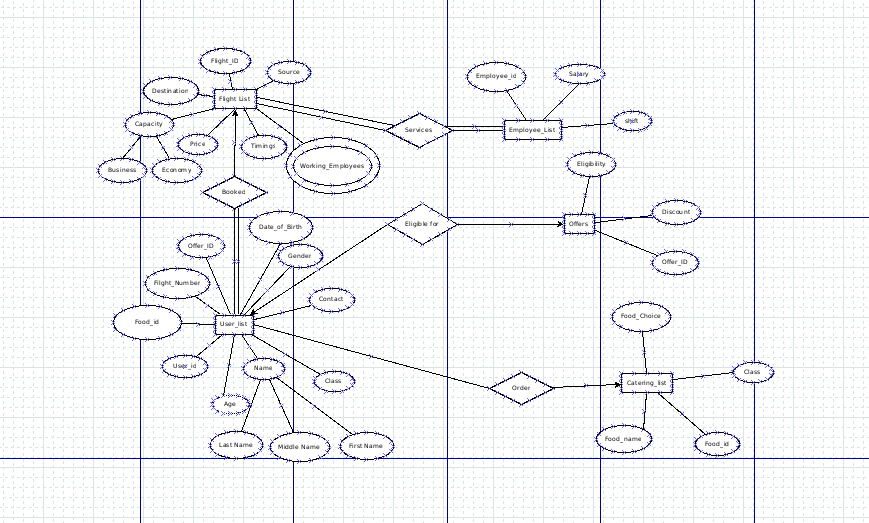 Flight_ID
Source
Destination
Flight List
Capacity
Price
Timings
Business
Economy
Working_Employees
Employee_id
Salary
Services
Employee_List
shift
Eligibility
Booked
Date_of_Birth
Offer_ID
Gender
Eligible for
Offers
Discount
Offer_ID
Flight_Number
Contact
Food_id
User_list
Food_Choice
User_id
Name
Class
Age
Order
Catering_list
Class
Last Name
Middle Name
First Name
Food_name
Food_id